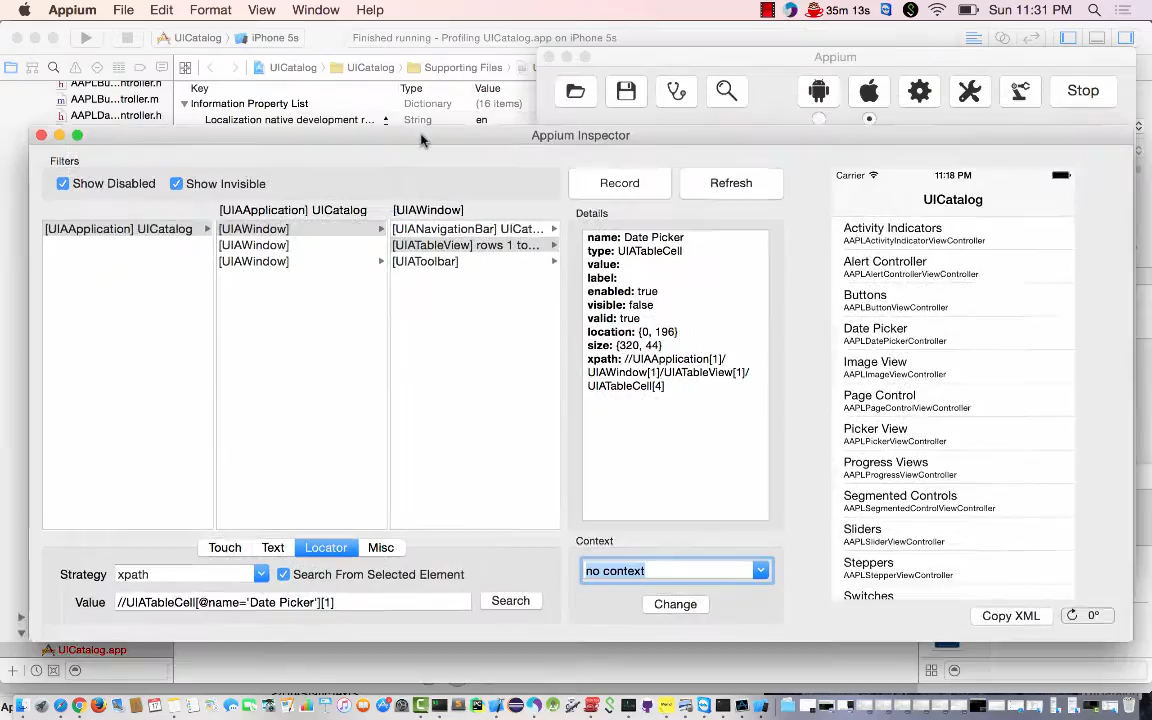 Appium File Edit Format View Window Help
35m 13s Sun 11:31 PM
UICatalog iPhone 5s
Finished running - Profiling UICatalog.app on iPhone 5s
Appium
UICatalog UICatalog Supporting Files
...ntroller.h
AAPLBu...troller.m
AAPLDa...ntroller.h
Key Type Value
Information Property List Dictionary (16 items)
Localization native development r... String en
Stop
Appium Inspector
Filters
Show Disabled Show Invisible
Record Refresh
[UIAApplication] UICatalog [UIAWindow]
[UIAApplication] UICatalog
[UIAWindow]
[UIAWindow]
[UIAWindow]
[UIANavigationBar] UICat...
[UIATableView] rows 1 to...
[UIAToolbar]
Details
name: Date Picker
type: UIATableCell
value:
label:
enabled: true
visible: false
valid: true
location: {0, 196}
size: {320, 44}
xpath: //UIAApplication[1]/
UIAWindow[1]/UIATableView[1]/
UIATableCell[4]
Carrier 11:18 PM
UICatalog
Activity Indicators
AAPLActivityIndicatorViewController
Alert Controller
AAPLAlertControllerViewController
Buttons
AAPLButtonViewController
Date Picker
AAPLDatePickerController
Image View
AAPLImageViewController
Page Control
AAPLPageControlViewController
Picker View
AAPLPickerViewController
Progress Views
AAPLProgressViewController
Segmented Controls
AAPLSegmentedControlViewController
Sliders
AAPLSliderViewController
Steppers
AAPLStepperViewController
Switches
Touch Text Locator Misc
Strategy xpath Search From Selected Element
Value //UIATableCell[@name='Date Picker'][1] Search
Context
no context
Change
Copy XML 0°
UICatalog.app